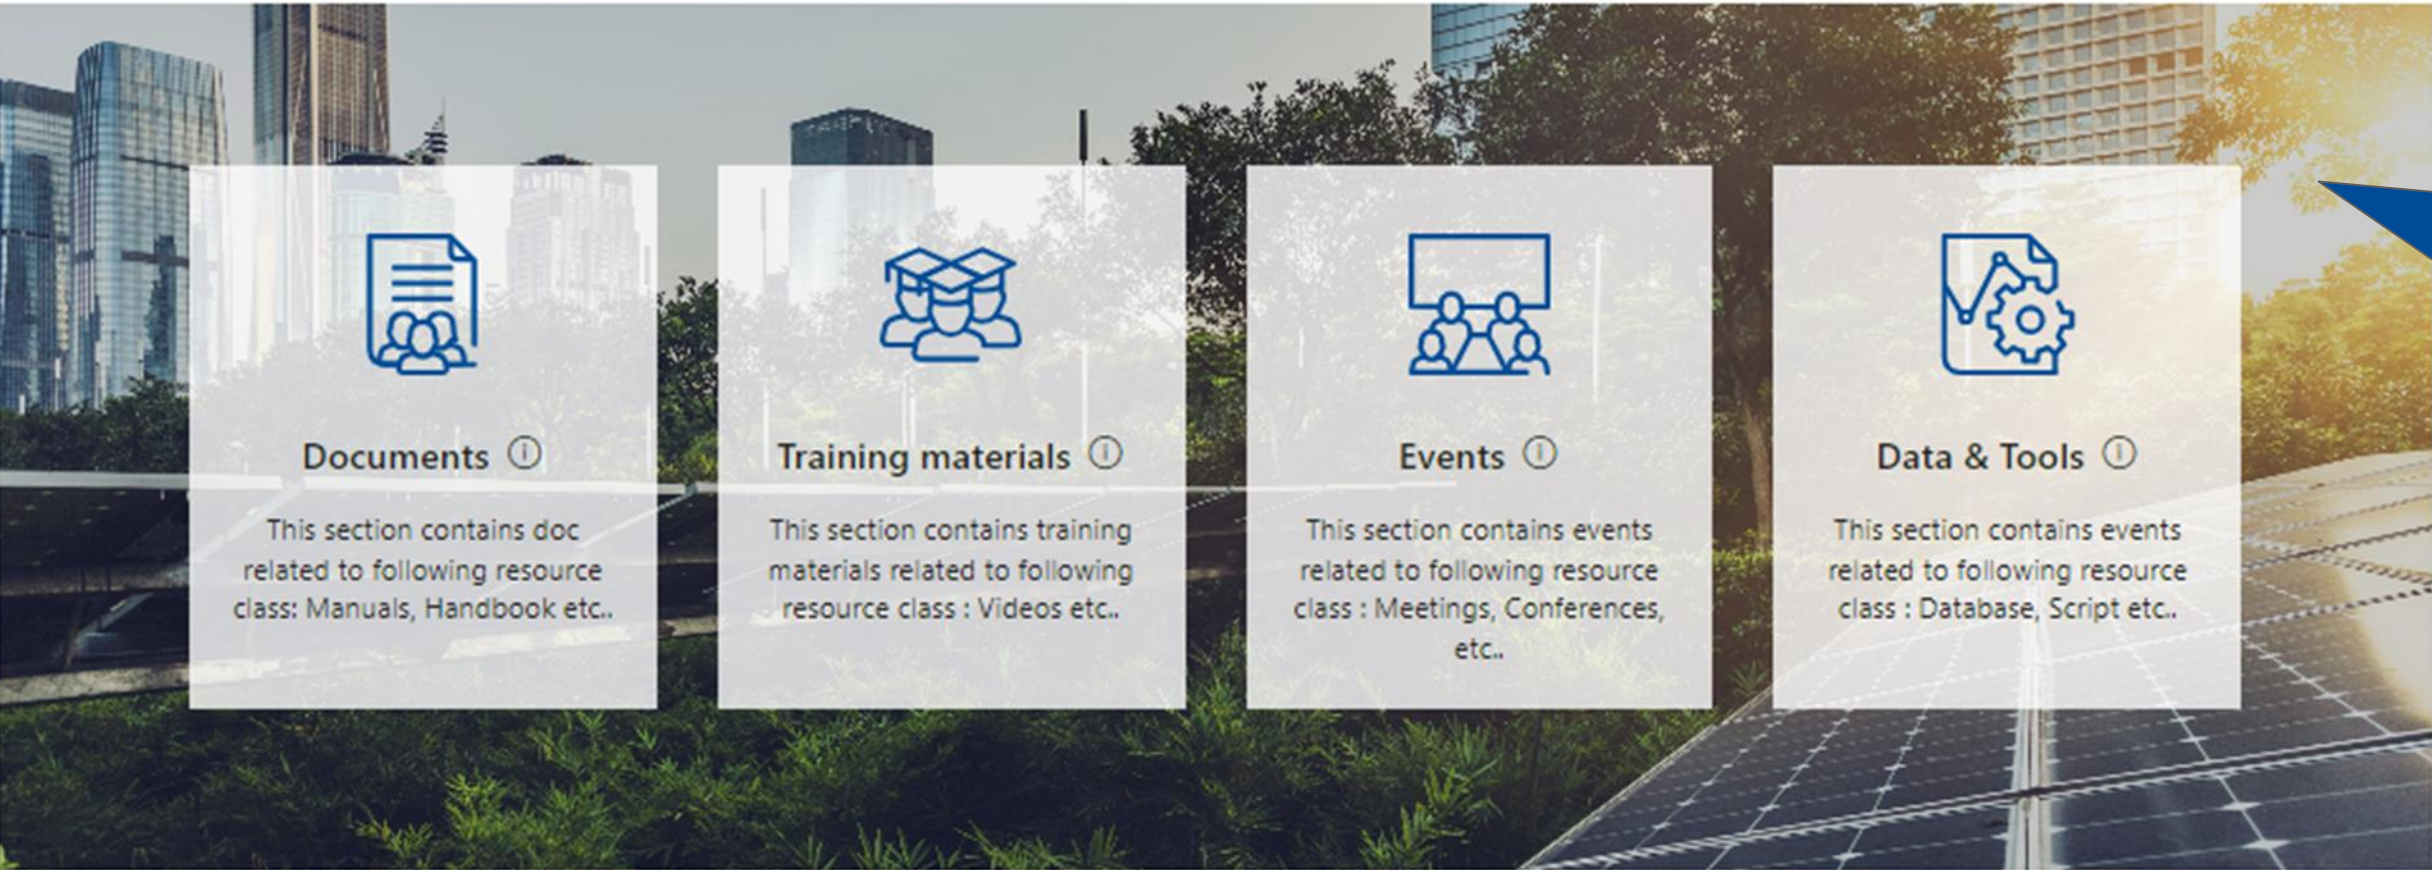 Documents
This section contains doc
related to following resource
class: Manuals, Handbook etc..
Training materials
This section contains training
materials related to following
resource class : Videos etc..
Events
This section contains events
related to following resource
class : Meetings, Conferences,
etc..
Data & Tools
This section contains events
related to following resource
class : Database, Script etc..